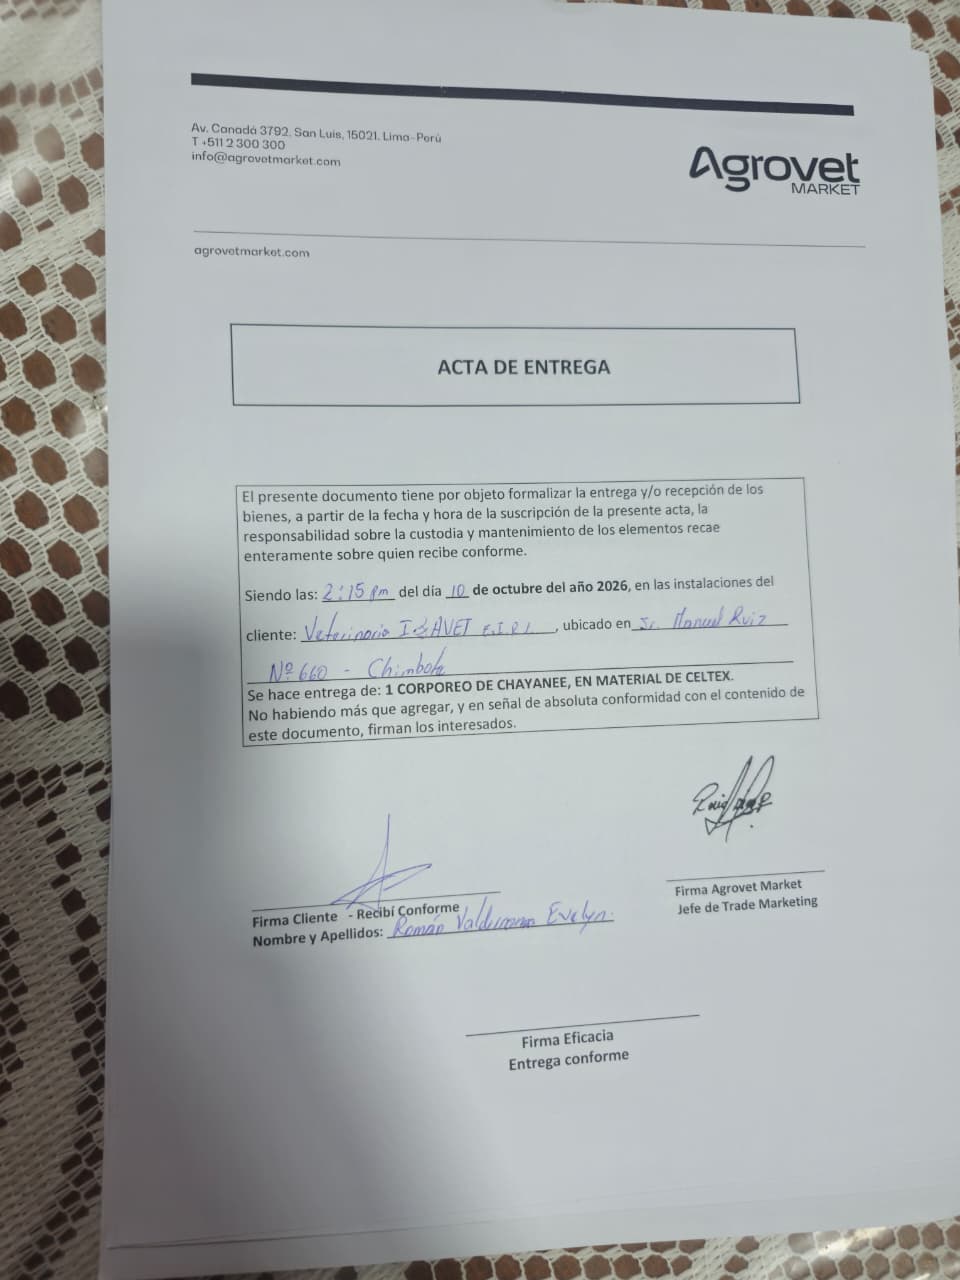 Av. Canadá 3792, San Luis, 15021, Lima-Perú
T +511 2 300 300
info@agrovetmarket.com
Agrovet
MARKET
agrovetmarket.com
ACTA DE ENTREGA
El presente documento tiene por objeto formalizar la entrega y/o recepción de los
bienes, a partir de la fecha y hora de la suscripción de la presente acta, la
responsabilidad sobre la custodia y mantenimiento de los elementos recae
enteramente sobre quien recibe conforme.
Siendo las: 2:15 pm del día 10 de octubre del año 2026, en las instalaciones del
cliente: Veterinaria E.I.R.L, ubicado en Jr. Manuel Ruiz
Nº 660 - Chimbote
Se hace entrega de: 1 CORPOREO DE CHAYANEE, EN MATERIAL DE CELTEX.
No habiendo más que agregar, y en señal de absoluta conformidad con el contenido de
este documento, firman los interesados.
Firma Cliente - Recibí Conforme
Nombre y Apellidos: Román Evelyn.
Firma Agrovet Market
Jefe de Trade Marketing
Firma Eficacia
Entrega conforme